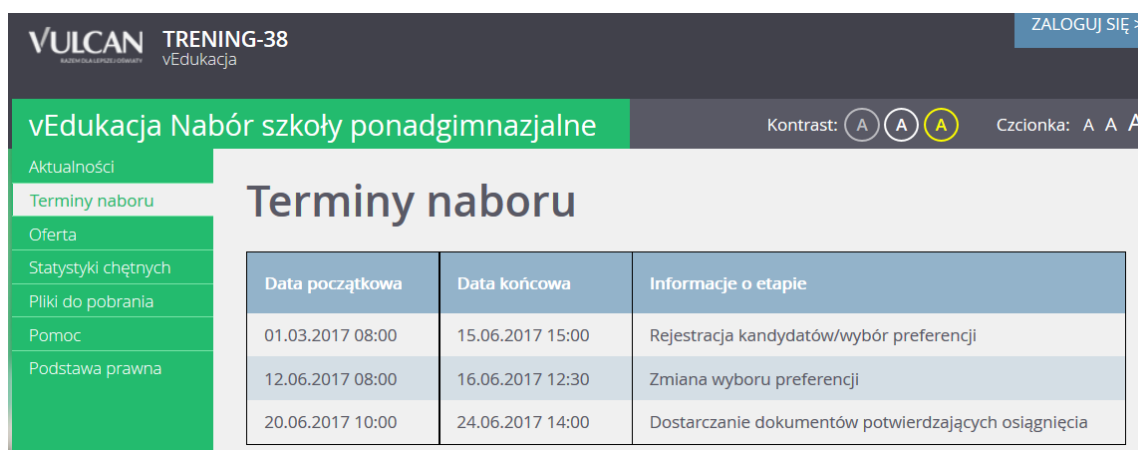 VULCAN
RAZEM DLA LEPSZEJ OŚWIATY
TRENING-38
vEdukacja
ZALOGUJ SIĘ >
vEdukacja Nabór szkoły ponadgimnazjalne
Kontrast: A A A Czcionka: A A A
Aktualności
Terminy naboru
Oferta
Statystyki chętnych
Pliki do pobrania
Pomoc
Podstawa prawna
Terminy naboru
Data początkowa Data końcowa Informacje o etapie
01.03.2017 08:00 15.06.2017 15:00 Rejestracja kandydatów/wybór preferencji
12.06.2017 08:00 16.06.2017 12:30 Zmiana wyboru preferencji
20.06.2017 10:00 24.06.2017 14:00 Dostarczanie dokumentów potwierdzających osiągnięcia